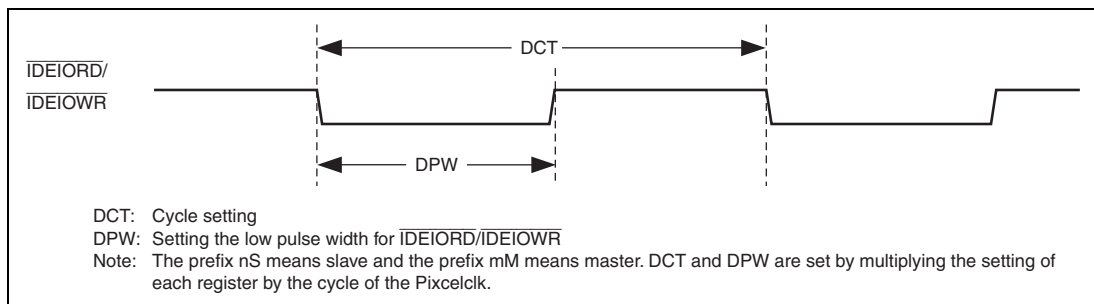 DCT
IDEIORD/
IDEIOWR
DPW
DCT: Cycle setting
DPW: Setting the low pulse width for IDEIORD/IDEIOWR
Note: The prefix nS means slave and the prefix mM means master. DCT and DPW are set by multiplying the setting of
each register by the cycle of the Pixcelclk.